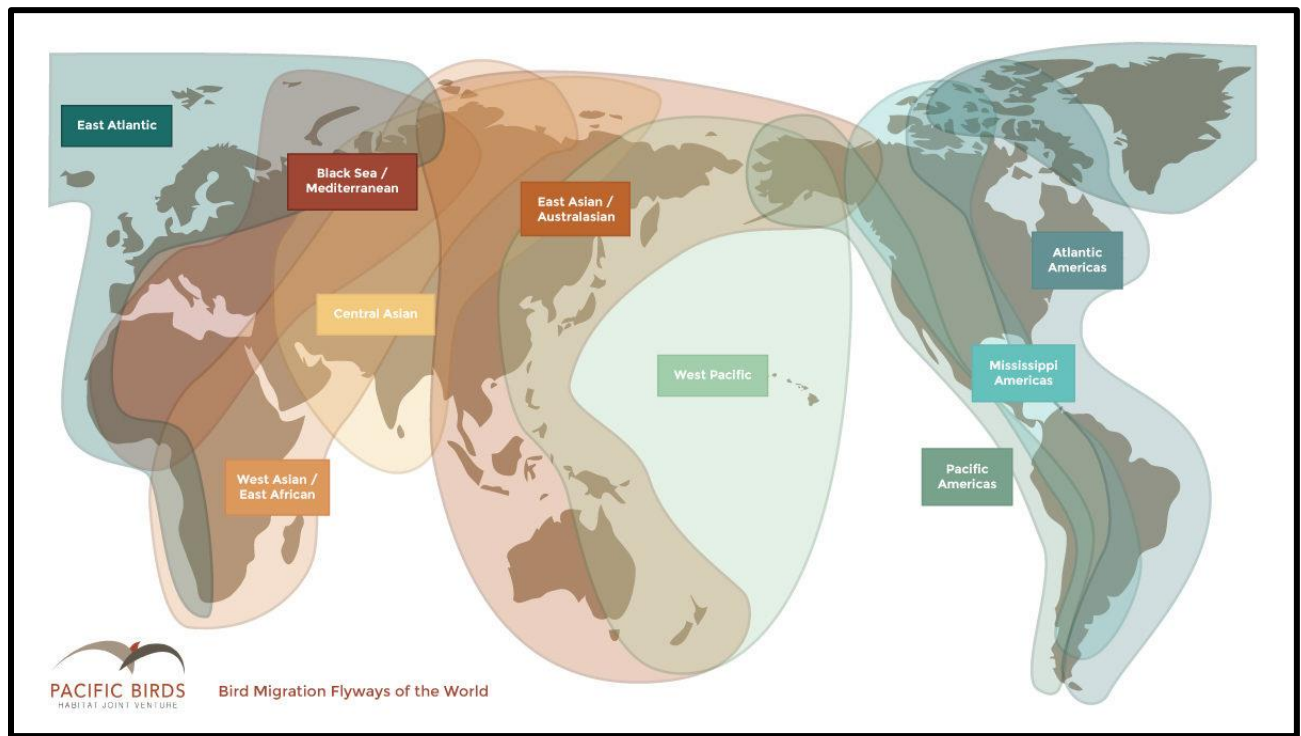 East Atlantic
Black Sea /
Mediterranean
East Asian /
Australasian
Atlantic
Americas
Central Asian
West Pacific
Mississippi
Americas
West Asian /
East African
Pacific
Americas
PACIFIC BIRDS
HABITAT JOINT VENTURE
Bird Migration Flyways of the World